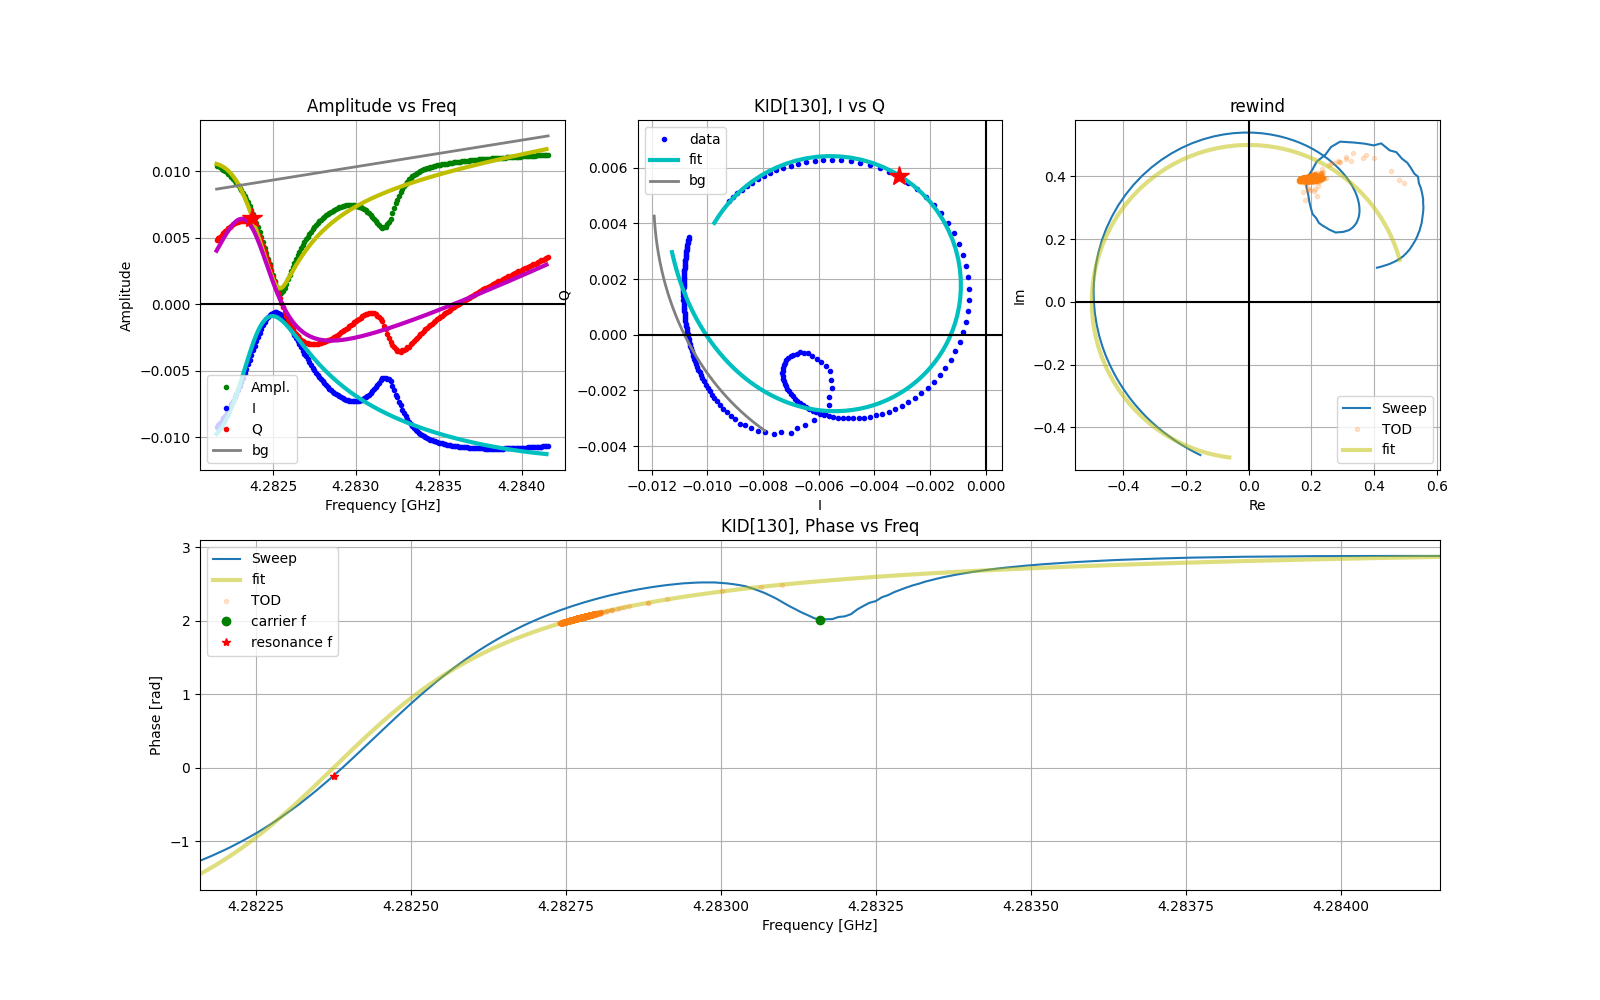 Amplitude vs Freq
Amplitude
0.010
0.005
0.000
−0.005
−0.010
Ampl.
I
Q
bg
4.2825
4.2830
4.2835
4.2840
Frequency [GHz]
KID[130], I vs Q
Q
0.006
0.004
0.002
0.000
−0.002
−0.004
data
fit
bg
−0.012
−0.010
−0.008
−0.006
−0.004
−0.002
0.000
I
rewind
Im
0.4
0.2
0.0
−0.2
−0.4
Sweep
TOD
fit
−0.4
−0.2
0.0
0.2
0.4
0.6
Re
KID[130], Phase vs Freq
Phase [rad]
3
2
1
0
−1
Sweep
fit
TOD
carrier f
resonance f
4.28225
4.28250
4.28275
4.28300
4.28325
4.28350
4.28375
4.28400
Frequency [GHz]